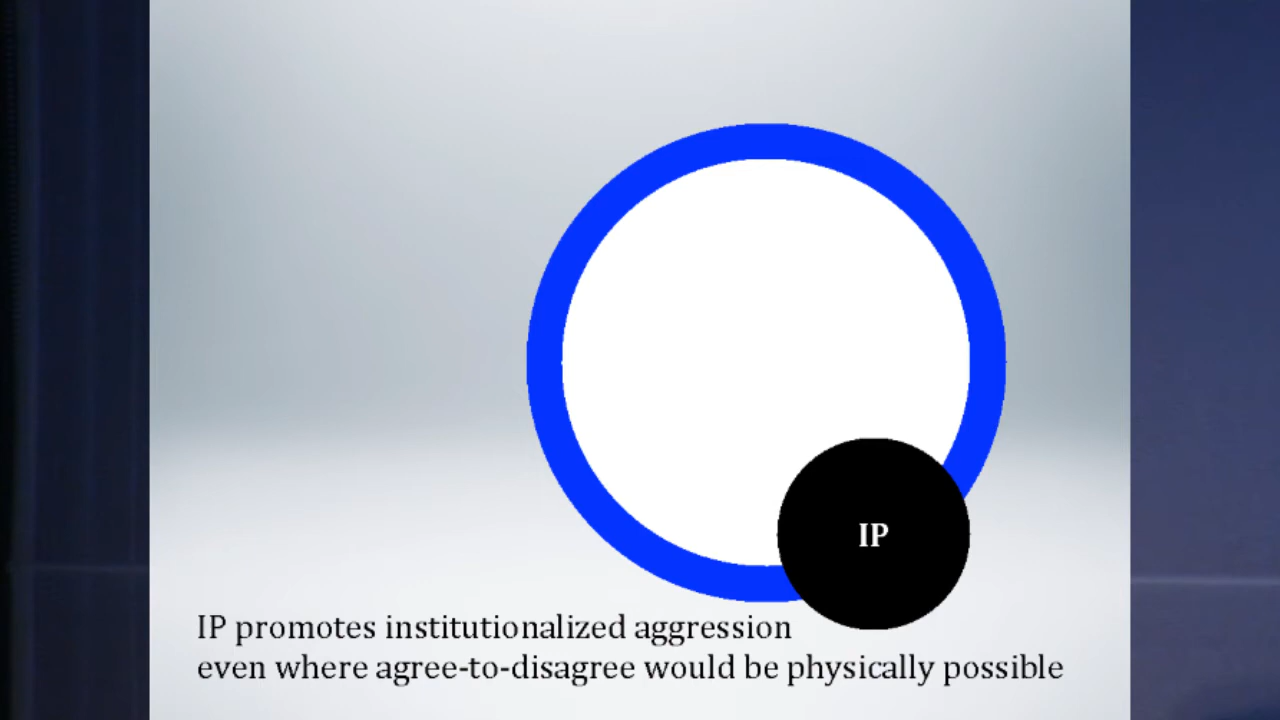 IP
IP promotes institutionalized aggression
even where agree-to-disagree would be physically possible